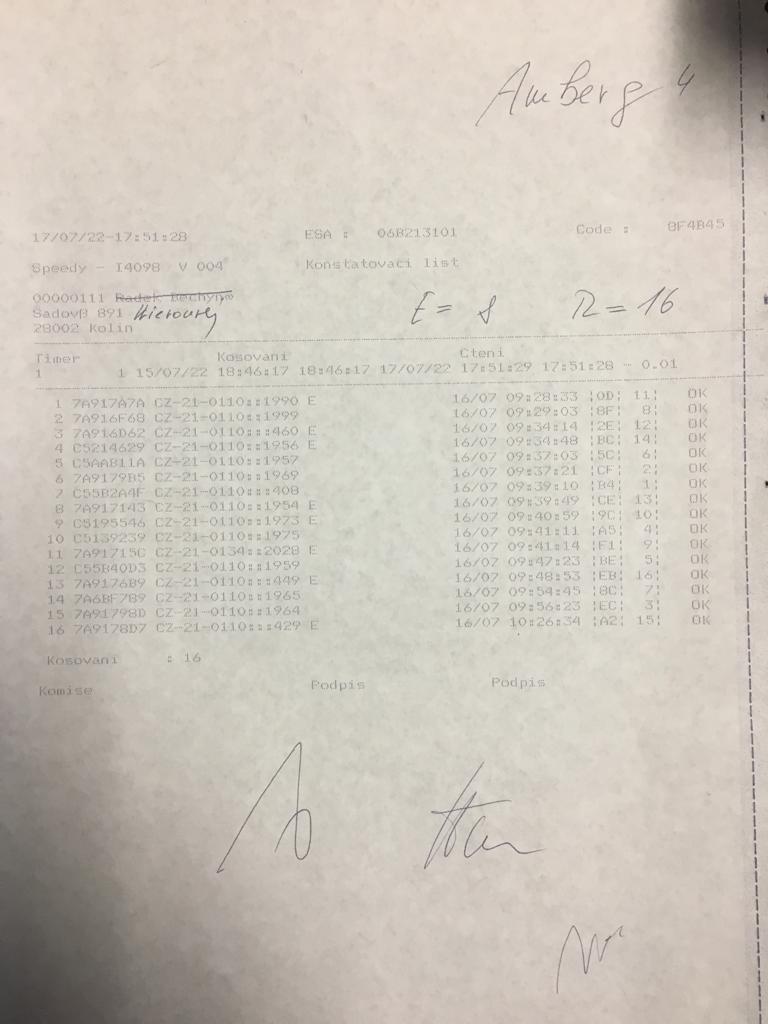 Amberg 4
17/07/22-17:51:28 ESA : 06B213101 Code : 8F4B45
Speedy - I4098 V 004 Konstatovaci list
00000111 Radek Bechyn E = 8 R = 16
Sadovβ 891
28002 Kolin
Timer Kosovani Cteni
1 1 15/07/22 18:46:17 18:46:17 17/07/22 17:51:29 17:51:28 - 0.01
1 7A917A7A CZ-21-0110:::1990 E 16/07 09:28:33 ¦0D¦ 11¦ OK
2 7A916F68 CZ-21-0110:::1999 16/07 09:29:03 ¦8F¦ 8¦ OK
3 7A916D62 CZ-21-0110::::460 E 16/07 09:34:14 ¦2E¦ 12¦ OK
4 C5214629 CZ-21-0110:::1956 E 16/07 09:34:48 ¦BC¦ 14¦ OK
5 C5AAB11A CZ-21-0110:::1957 16/07 09:37:03 ¦5C¦ 6¦ OK
6 7A9179B5 CZ-21-0110:::1969 16/07 09:37:21 ¦CF¦ 2¦ OK
7 C55B2A4F CZ-21-0110::::408 16/07 09:39:10 ¦B4¦ 1¦ OK
8 7A917143 CZ-21-0110:::1954 E 16/07 09:39:49 ¦CE¦ 13¦ OK
9 C5195546 CZ-21-0110:::1973 E 16/07 09:40:59 ¦9C¦ 10¦ OK
10 C5139239 CZ-21-0110:::1975 16/07 09:41:11 ¦A5¦ 4¦ OK
11 7A91715C CZ-21-0134:::2028 E 16/07 09:41:14 ¦F1¦ 9¦ OK
12 C55B40D3 CZ-21-0110:::1959 16/07 09:47:23 ¦BE¦ 5¦ OK
13 7A9176B9 CZ-21-0110::::449 E 16/07 09:48:53 ¦EB¦ 16¦ OK
14 7A6BF789 CZ-21-0110:::1965 16/07 09:54:45 ¦8C¦ 7¦ OK
15 7A91798D CZ-21-0110:::1964 16/07 09:56:23 ¦EC¦ 3¦ OK
16 7A9178D7 CZ-21-0110::::429 E 16/07 10:26:34 ¦A2¦ 15¦ OK
Kosovani : 16
Komise Podpis Podpis